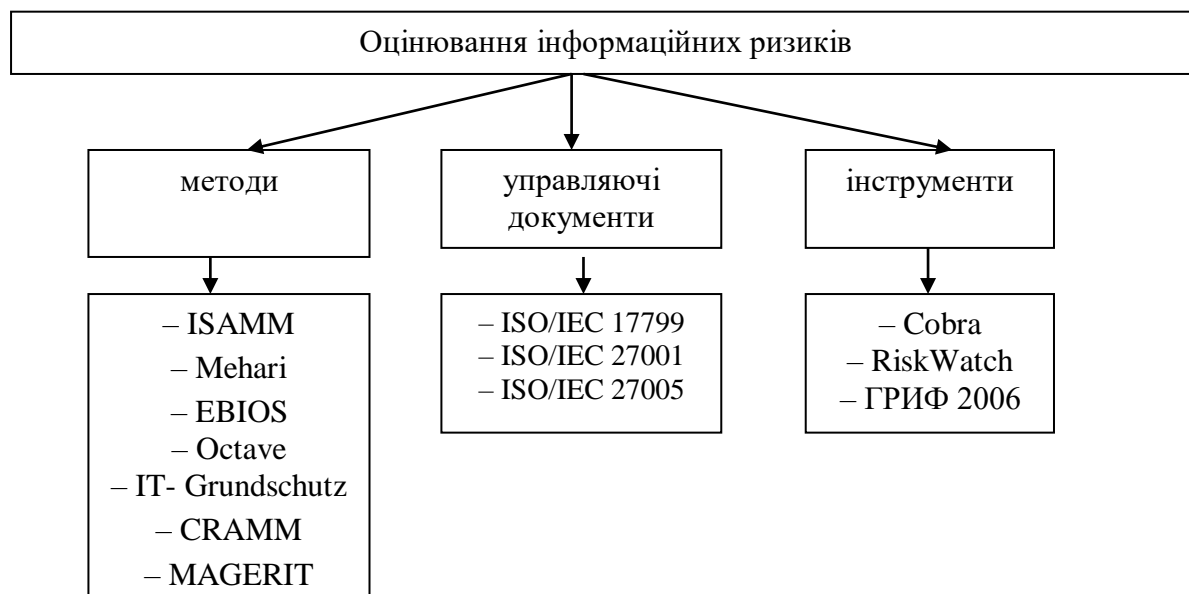 Оцінювання інформаційних ризиків
методи
управляючі
документи
інструменти
– ISAMM
– Mehari
– EBIOS
– Octave
– IT- Grundschutz
– CRAMM
– MAGERIT
– ISO/IEC 17799
– ISO/IEC 27001
– ISO/IEC 27005
– Cobra
– RiskWatch
– ГРИФ 2006